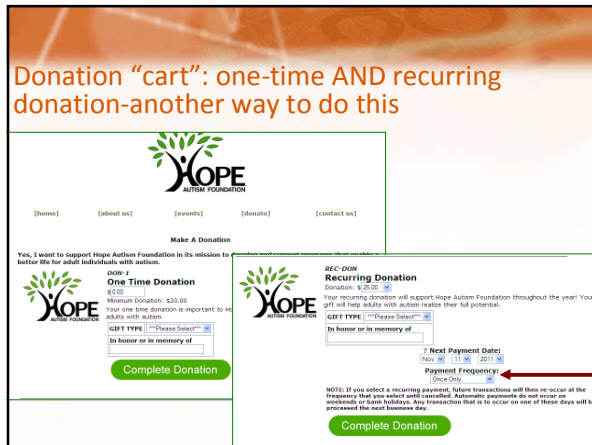 Donation “cart”: one-time AND recurring
donation-another way to do this
HOPE
AUTISM FOUNDATION
[home] [about us] [events] [donate] [contact us]
Make A Donation
Yes, I want to support Hope Autism Foundation in its mission to
better life for adult individuals with autism.
HOPE
AUTISM FOUNDATION
DON-1
One Time Donation
$ 0.00
Minimum Donation: $20.00
Your one time donation is important to
adults with autism.
GIFT TYPE ***Please Select***
In honor or in memory of
Complete Donation
HOPE
AUTISM FOUNDATION
REC-DON
Recurring Donation
Donation: $ 25.00
Your recurring donation will support Hope Autism Foundation throughout the year! Your
gift will help adults with autism realize their full potential.
GIFT TYPE ***Please Select***
In honor or in memory of
? Next Payment Date:
Nov 11 2011
Payment Frequency:
Once Only
NOTE: If you select a recurring payment, future transactions will then re-occur at the
frequency that you select until cancelled. Automatic payments do not occur on
weekends or bank holidays. Any transaction that is to occur on one of these days will be
processed the next business day.
Complete Donation